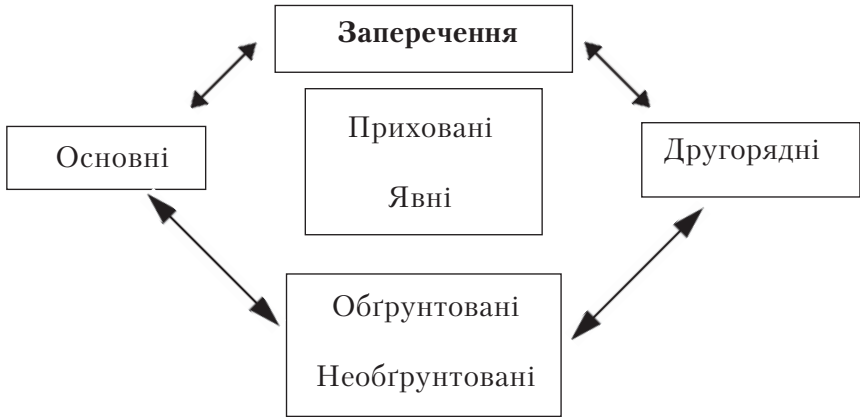 Заперечення
Приховані
Основні
Другорядні
Явні
Обґрунтовані
Необґрунтовані